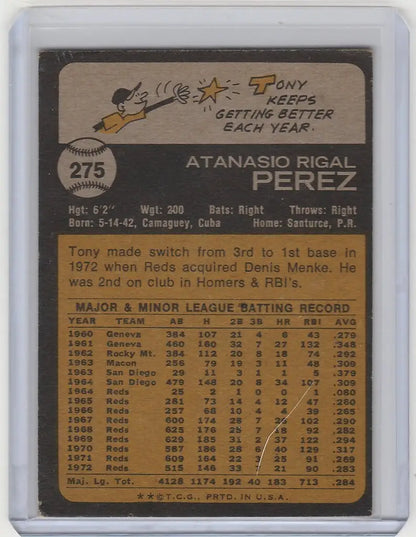 TONY
KEEPS
GETTING BETTER
EACH YEAR.
275
ATANASIO RIGAL
PEREZ
Hgt: 6'2" Wgt: 200 Bats: Right Throws: Right
Born: 5-14-42, Camaguey, Cuba Home: Santurce, P.R.
Tony made switch from 3rd to 1st base in
1972 when Reds acquired Denis Menke. He
was 2nd on club in Homers & RBI's.
MAJOR & MINOR LEAGUE BATTING RECORD
YEAR TEAM AB H 2B 3B HR RBI AVG
1960 Geneva 384 107 21 4 6 43 .279
1961 Geneva 460 160 32 7 27 132 .348
1962 Rocky Mt. 384 112 20 8 18 74 .292
1963 Macon 256 79 19 3 11 48 .309
1963 San Diego 29 11 3 1 1 5 .379
1964 San Diego 479 148 20 8 34 107 .309
1964 Reds 25 2 1 0 0 1 .080
1965 Reds 281 73 14 4 12 47 .260
1966 Reds 257 68 10 4 4 39 .265
1967 Reds 600 174 28 7 26 102 .290
1968 Reds 625 176 25 7 18 92 .282
1969 Reds 629 185 31 2 37 122 .294
1970 Reds 587 186 28 6 40 129 .317
1971 Reds 609 164 22 3 25 91 .269
1972 Reds 515 146 33 7 21 90 .283
Maj. Lg. Tot. 4128 1174 192 40 183 713 .284
**© T.C.G., PRTD. IN U.S.A.